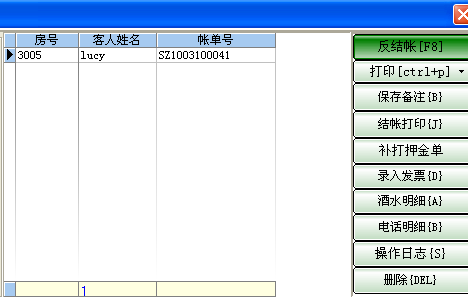 房号 客人姓名 帐单号
3005 lucy SZ1003100041
1
反结帐[F8]
打印[ctrl+p]
保存备注{B}
结帐打印{J}
补打押金单
录入发票{D}
酒水明细{A}
电话明细{B}
操作日志{S}
删除{DEL}